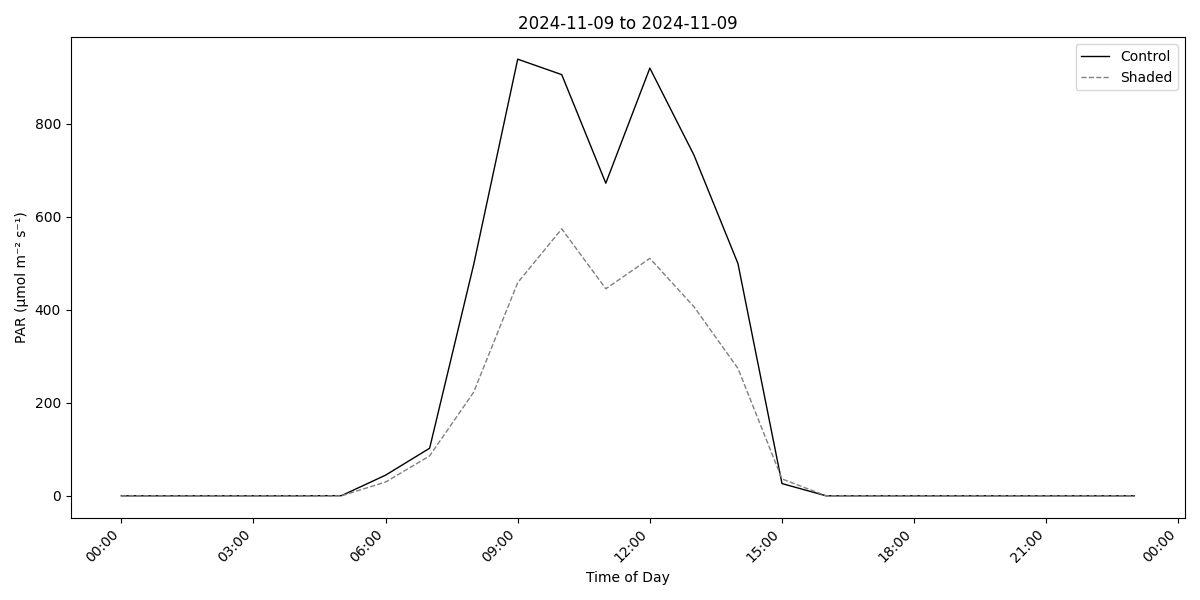 2024-11-09 to 2024-11-09
Control
Shaded
PAR (μmol m⁻² s⁻¹)
800
600
400
200
0
00:00
03:00
06:00
09:00
12:00
15:00
18:00
21:00
00:00
Time of Day